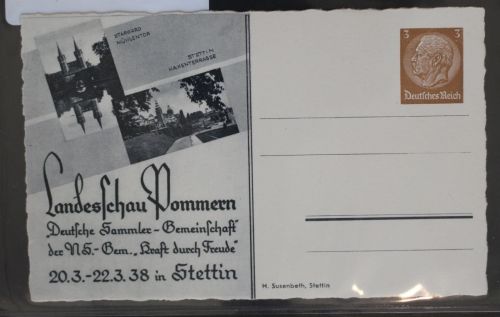 STARGARD
MÜHLENTOR
STETTIN
HAKENTERRASSE
Landesschau Pommern
„Deutsche Sammler-Gemeinschaft"
der N.S.-Gem. „Kraft durch Freude"
20.3.-22.3.38 in Stettin
3 3
Deutsches Reich
H. Susenbeth, Stettin